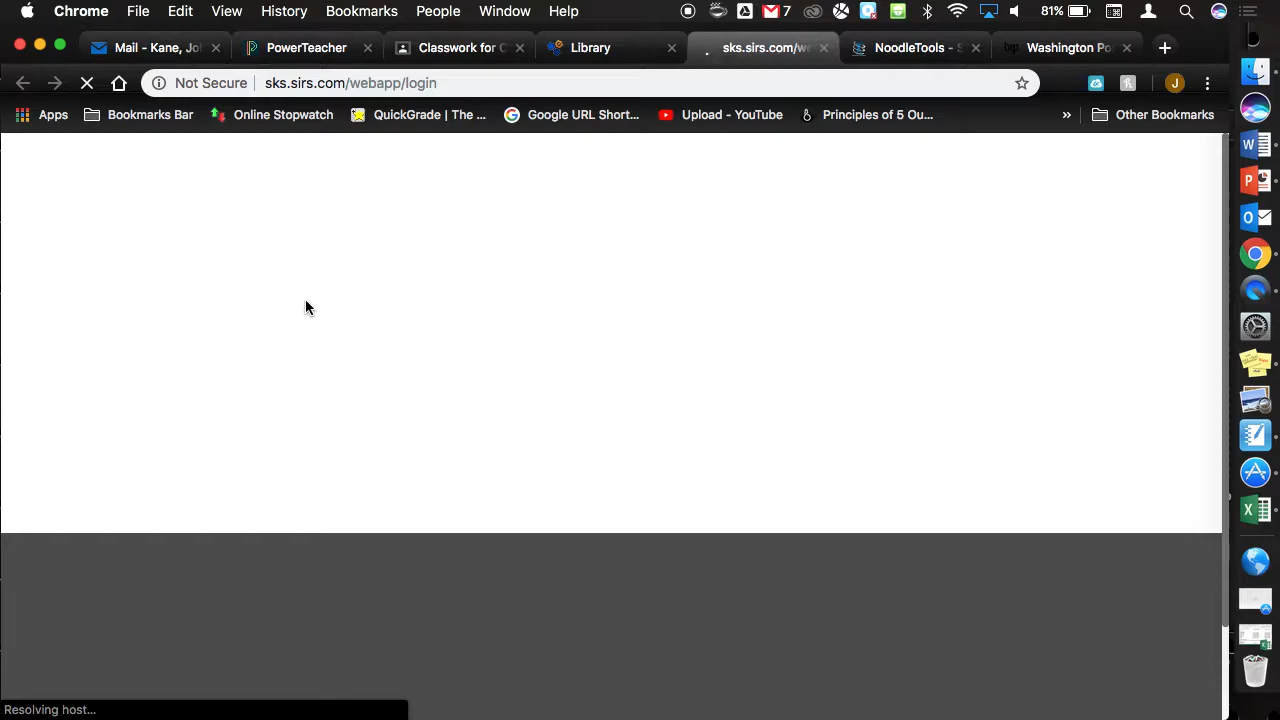 Chrome File Edit View History Bookmarks People Window Help 7 81%
Mail - Kane, Jo PowerTeacher Classwork for C Library sks.sirs.com/we NoodleTools - S Washington Po
Not Secure sks.sirs.com/webapp/login J
Apps Bookmarks Bar Online Stopwatch QuickGrade | The ... Google URL Short... Upload - YouTube Principles of 5 Ou... » Other Bookmarks
Resolving host...